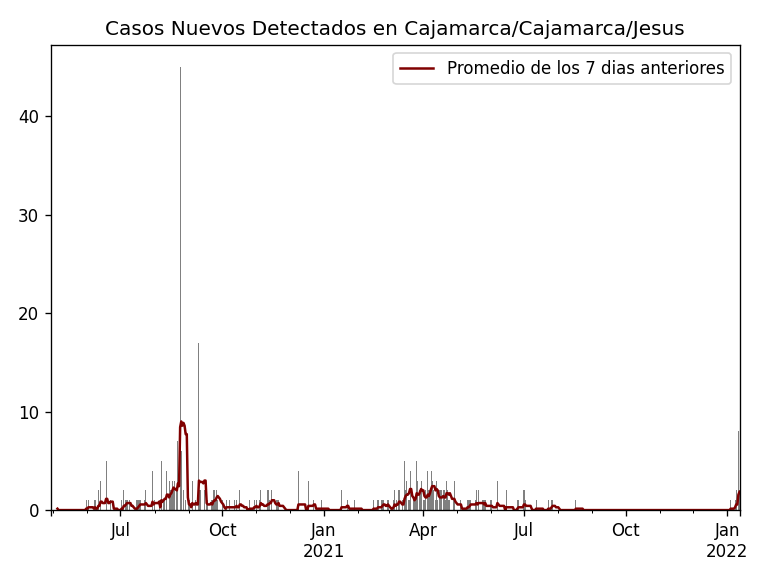 Casos Nuevos Detectados en Cajamarca/Cajamarca/Jesus
Promedio de los 7 dias anteriores
40
30
20
10
0
Jul Oct Jan Apr Jul Oct Jan
2021 2022